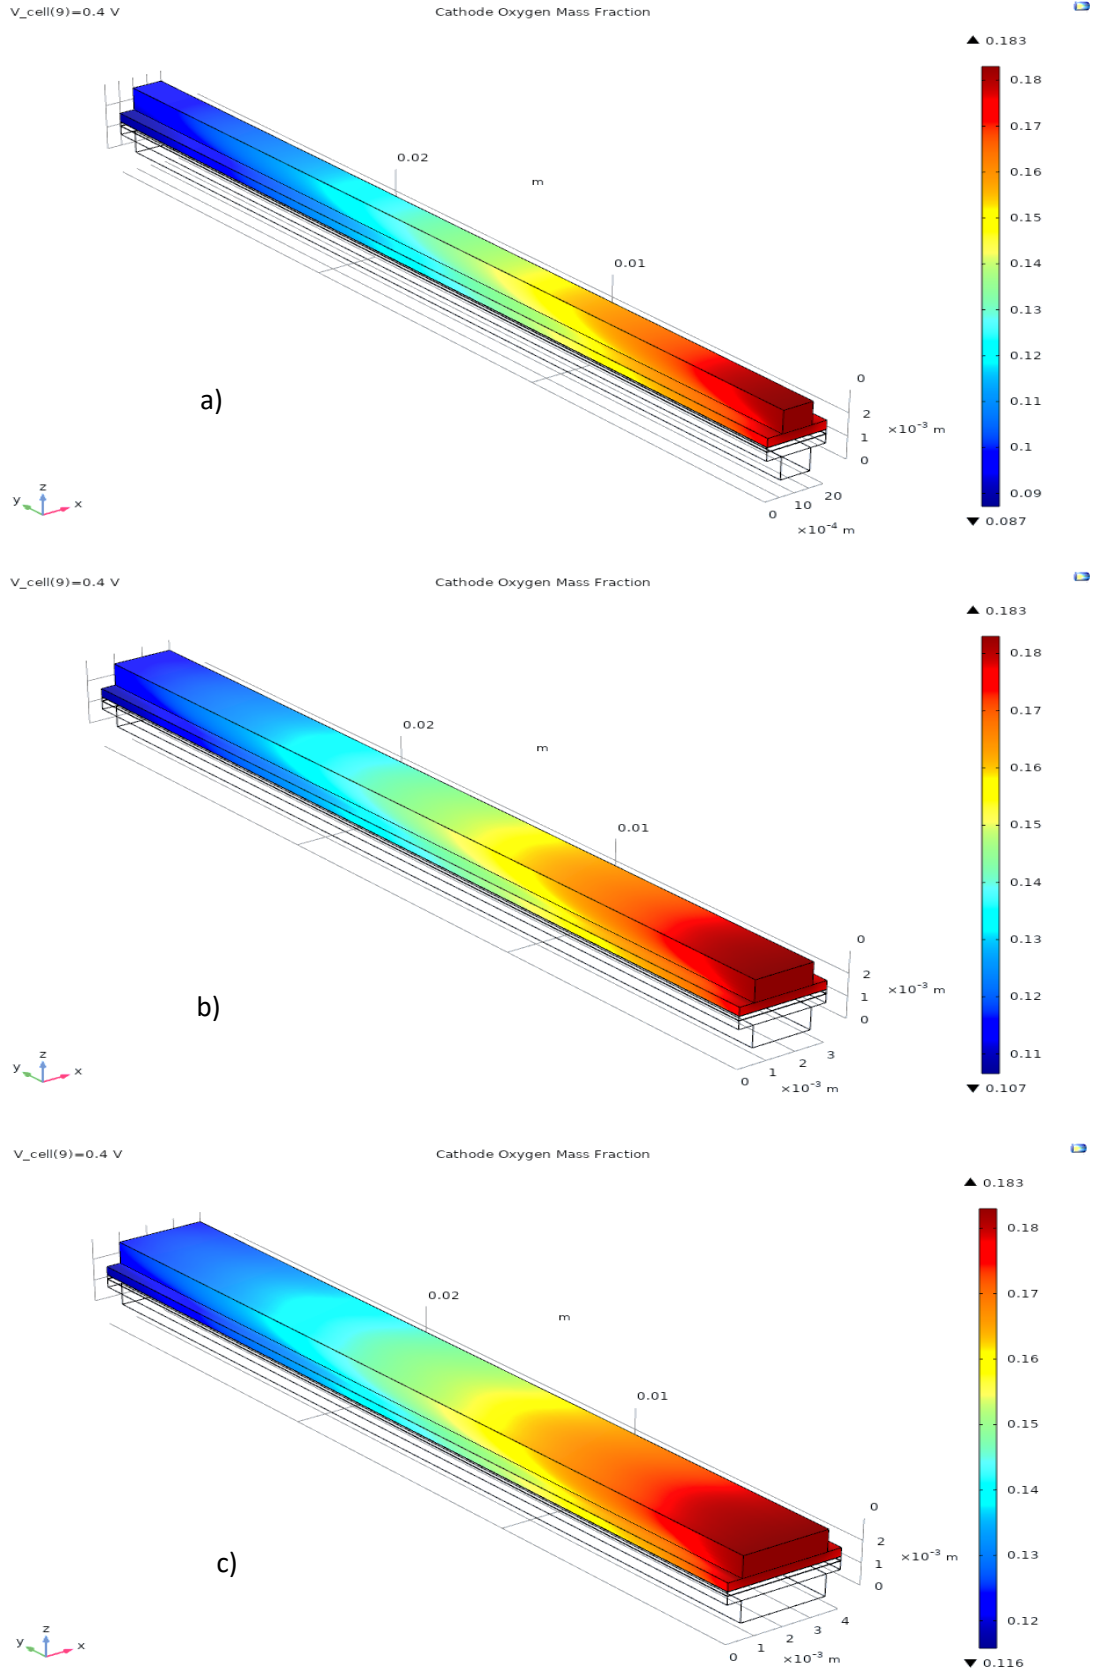 V_cell(9)=0.4 V
Cathode Oxygen Mass Fraction
▲ 0.183
0.18
0.17
0.16
0.15
0.14
0.13
0.12
0.11
0.1
0.09
▼ 0.087
0.02
m
0.01
0
2
1
×10⁻³ m
0
20
10
0
×10⁻⁴ m
a)
z
y
x
V_cell(9)=0.4 V
Cathode Oxygen Mass Fraction
▲ 0.183
0.18
0.17
0.16
0.15
0.14
0.13
0.12
0.11
▼ 0.107
0.02
m
0.01
0
2
1
×10⁻³ m
0
3
2
1
0
×10⁻³ m
b)
z
y
x
V_cell(9)=0.4 V
Cathode Oxygen Mass Fraction
▲ 0.183
0.18
0.17
0.16
0.15
0.14
0.13
0.12
▼ 0.116
0.02
m
0.01
0
2
1
×10⁻³ m
0
4
3
2
1
0
×10⁻³ m
c)
z
y
x